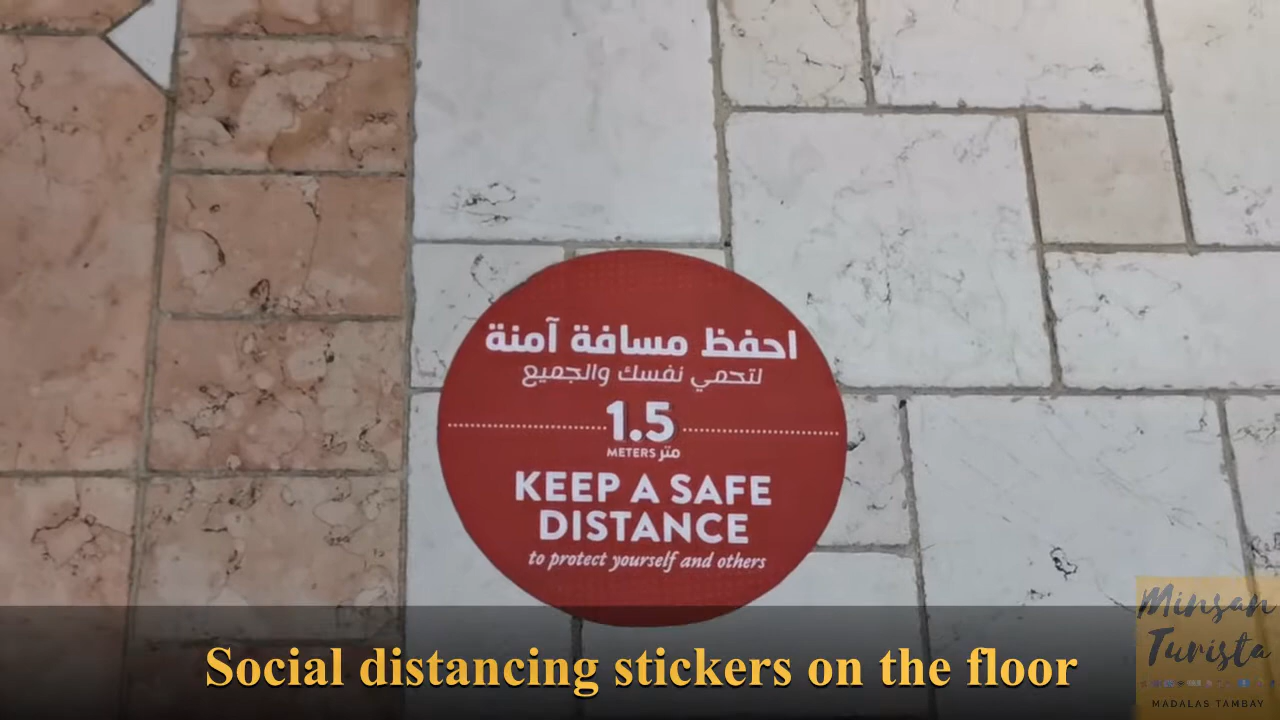 احفظ مسافة آمنة
لتحمي نفسك والجميع
1.5
METERS متر
KEEP A SAFE
DISTANCE
to protect yourself and others
Social distancing stickers on the floor
Minsan
Turista
MADALAS TAMBAY